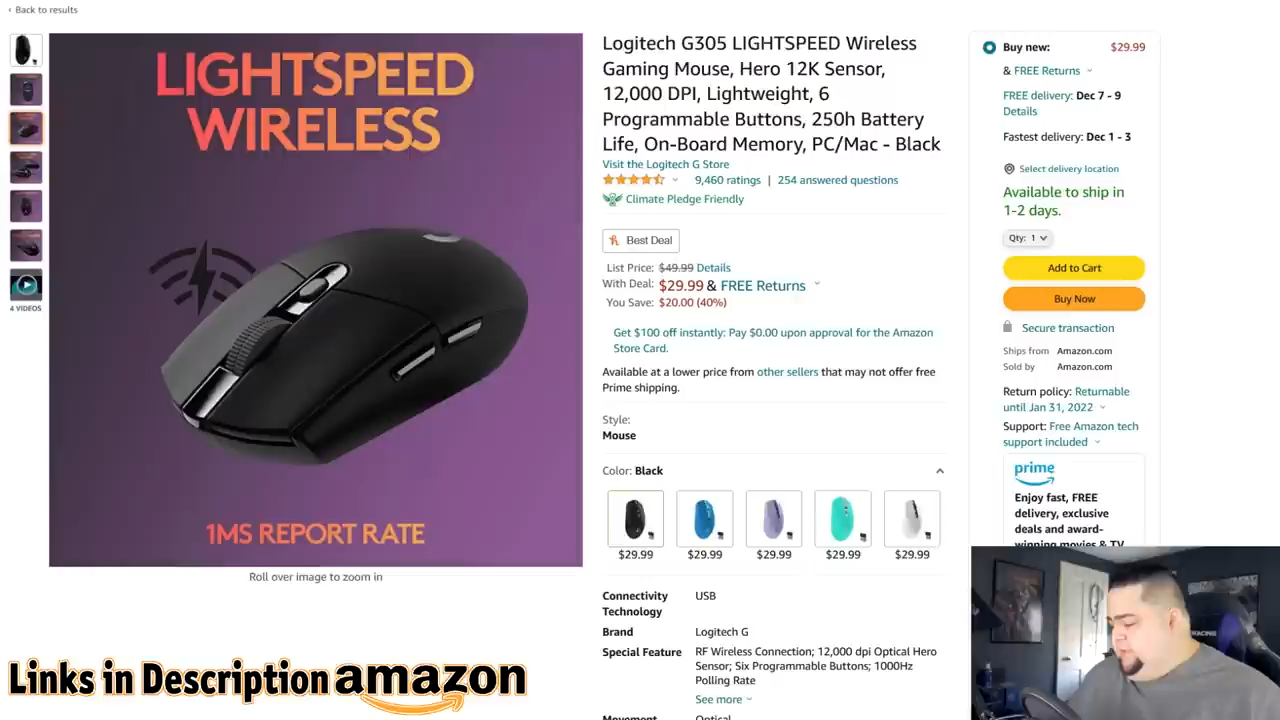 ‹ Back to results
4 VIDEOS
LIGHTSPEED
WIRELESS
1MS REPORT RATE
Roll over image to zoom in
Logitech G305 LIGHTSPEED Wireless
Gaming Mouse, Hero 12K Sensor,
12,000 DPI, Lightweight, 6
Programmable Buttons, 250h Battery
Life, On-Board Memory, PC/Mac - Black
Visit the Logitech G Store
9,460 ratings | 254 answered questions
Climate Pledge Friendly
Best Deal
List Price: $49.99 Details
With Deal: $29.99 & FREE Returns
You Save: $20.00 (40%)
Get $100 off instantly: Pay $0.00 upon approval for the Amazon
Store Card.
Available at a lower price from other sellers that may not offer free
Prime shipping.
Style:
Mouse
Color: Black
$29.99 $29.99 $29.99 $29.99 $29.99
Connectivity USB
Technology
Brand Logitech G
Special Feature RF Wireless Connection; 12,000 dpi Optical Hero
Sensor; Six Programmable Buttons; 1000Hz
Polling Rate
See more
Movement Optical
Buy new: $29.99
& FREE Returns
FREE delivery: Dec 7 - 9
Details
Fastest delivery: Dec 1 - 3
Select delivery location
Available to ship in
1-2 days.
Qty: 1
Add to Cart
Buy Now
Secure transaction
Ships from Amazon.com
Sold by Amazon.com
Return policy: Returnable
until Jan 31, 2022
Support: Free Amazon tech
support included
prime
Enjoy fast, FREE
delivery, exclusive
deals and award-
winning movies & TV
RACING
Links in Description amazon